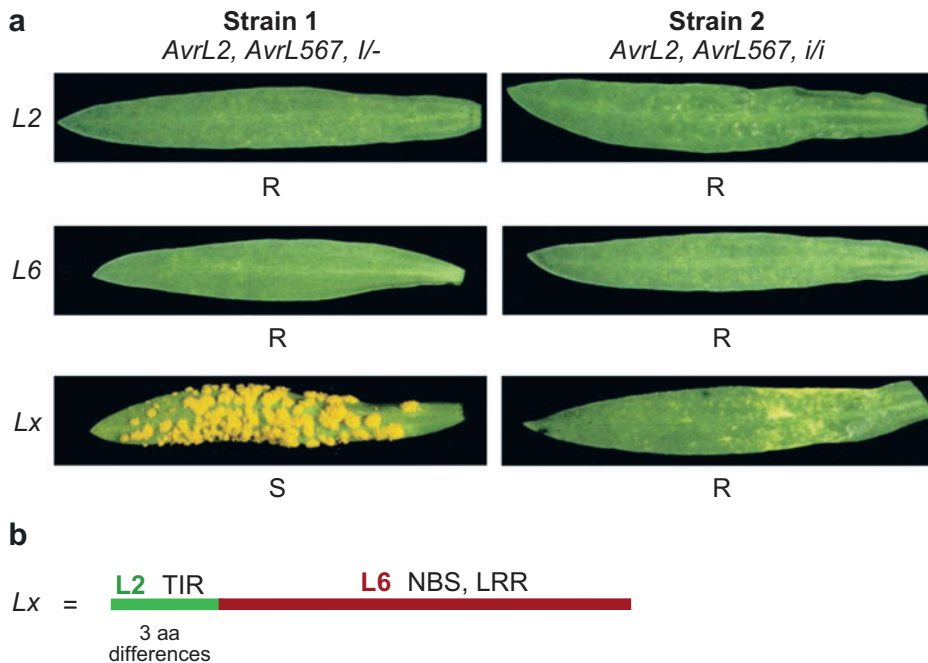 a
Strain 1
AvrL2, AvrL567, I/-
Strain 2
AvrL2, AvrL567, i/i
L2
R
R
L6
R
R
Lx
S
R
b
Lx = L2 TIR L6 NBS, LRR
3 aa
differences